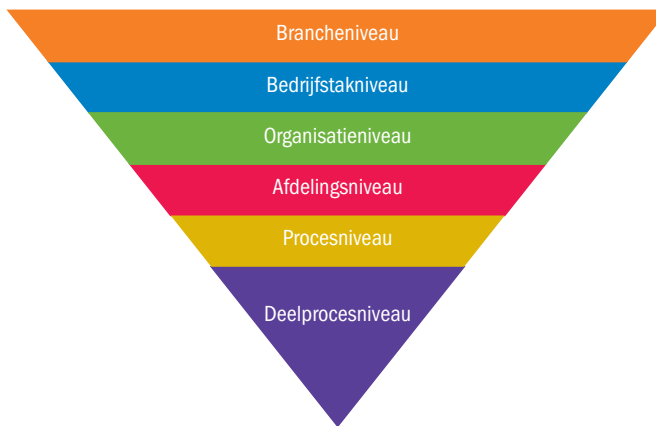 Brancheniveau
Bedrijfstakniveau
Organisatieniveau
Afdelingsniveau
Procesniveau
Deelprocesniveau